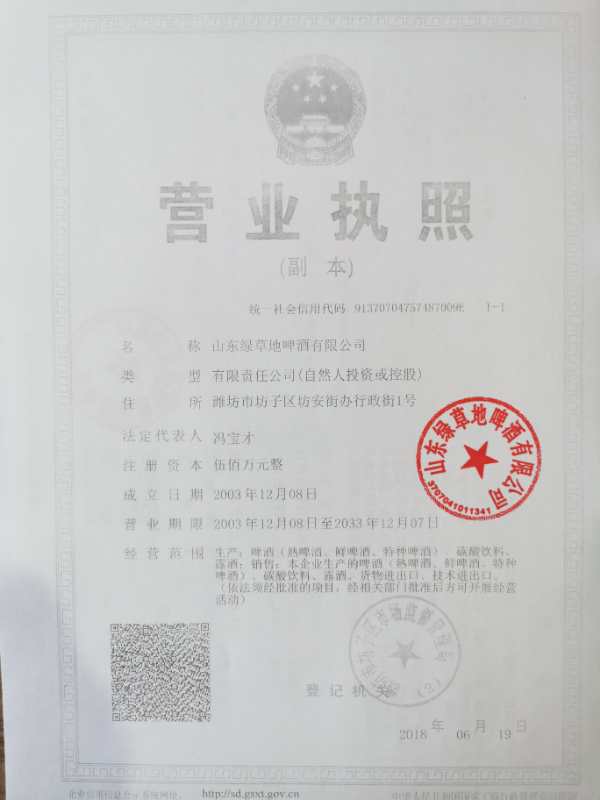 营业执照
(副 本)
统一社会信用代码 91370704757487009E 1-1
名 称 山东绿草地啤酒有限公司
类 型 有限责任公司(自然人投资或控股)
住 所 潍坊市坊子区坊安街办行政街1号
法定代表人 冯宝才
注册资本 伍佰万元整
成立日期 2003年12月08日
营业期限 2003年12月08日至2033年12月07日
经营范围 生产：啤酒（熟啤酒、鲜啤酒、特种啤酒）、碳酸饮料、
露酒；销售：本企业生产的啤酒（熟啤酒、鲜啤酒、特种
啤酒）、碳酸饮料、露酒、货物进出口、技术进出口。
（依法须经批准的项目，经相关部门批准后方可开展经营
活动）
山东绿草地啤酒有限公司
3707041011341
登记机关
2018 年 06 月 19 日
企业信用信息公示系统网址： http://sd.gsxt.gov.cn